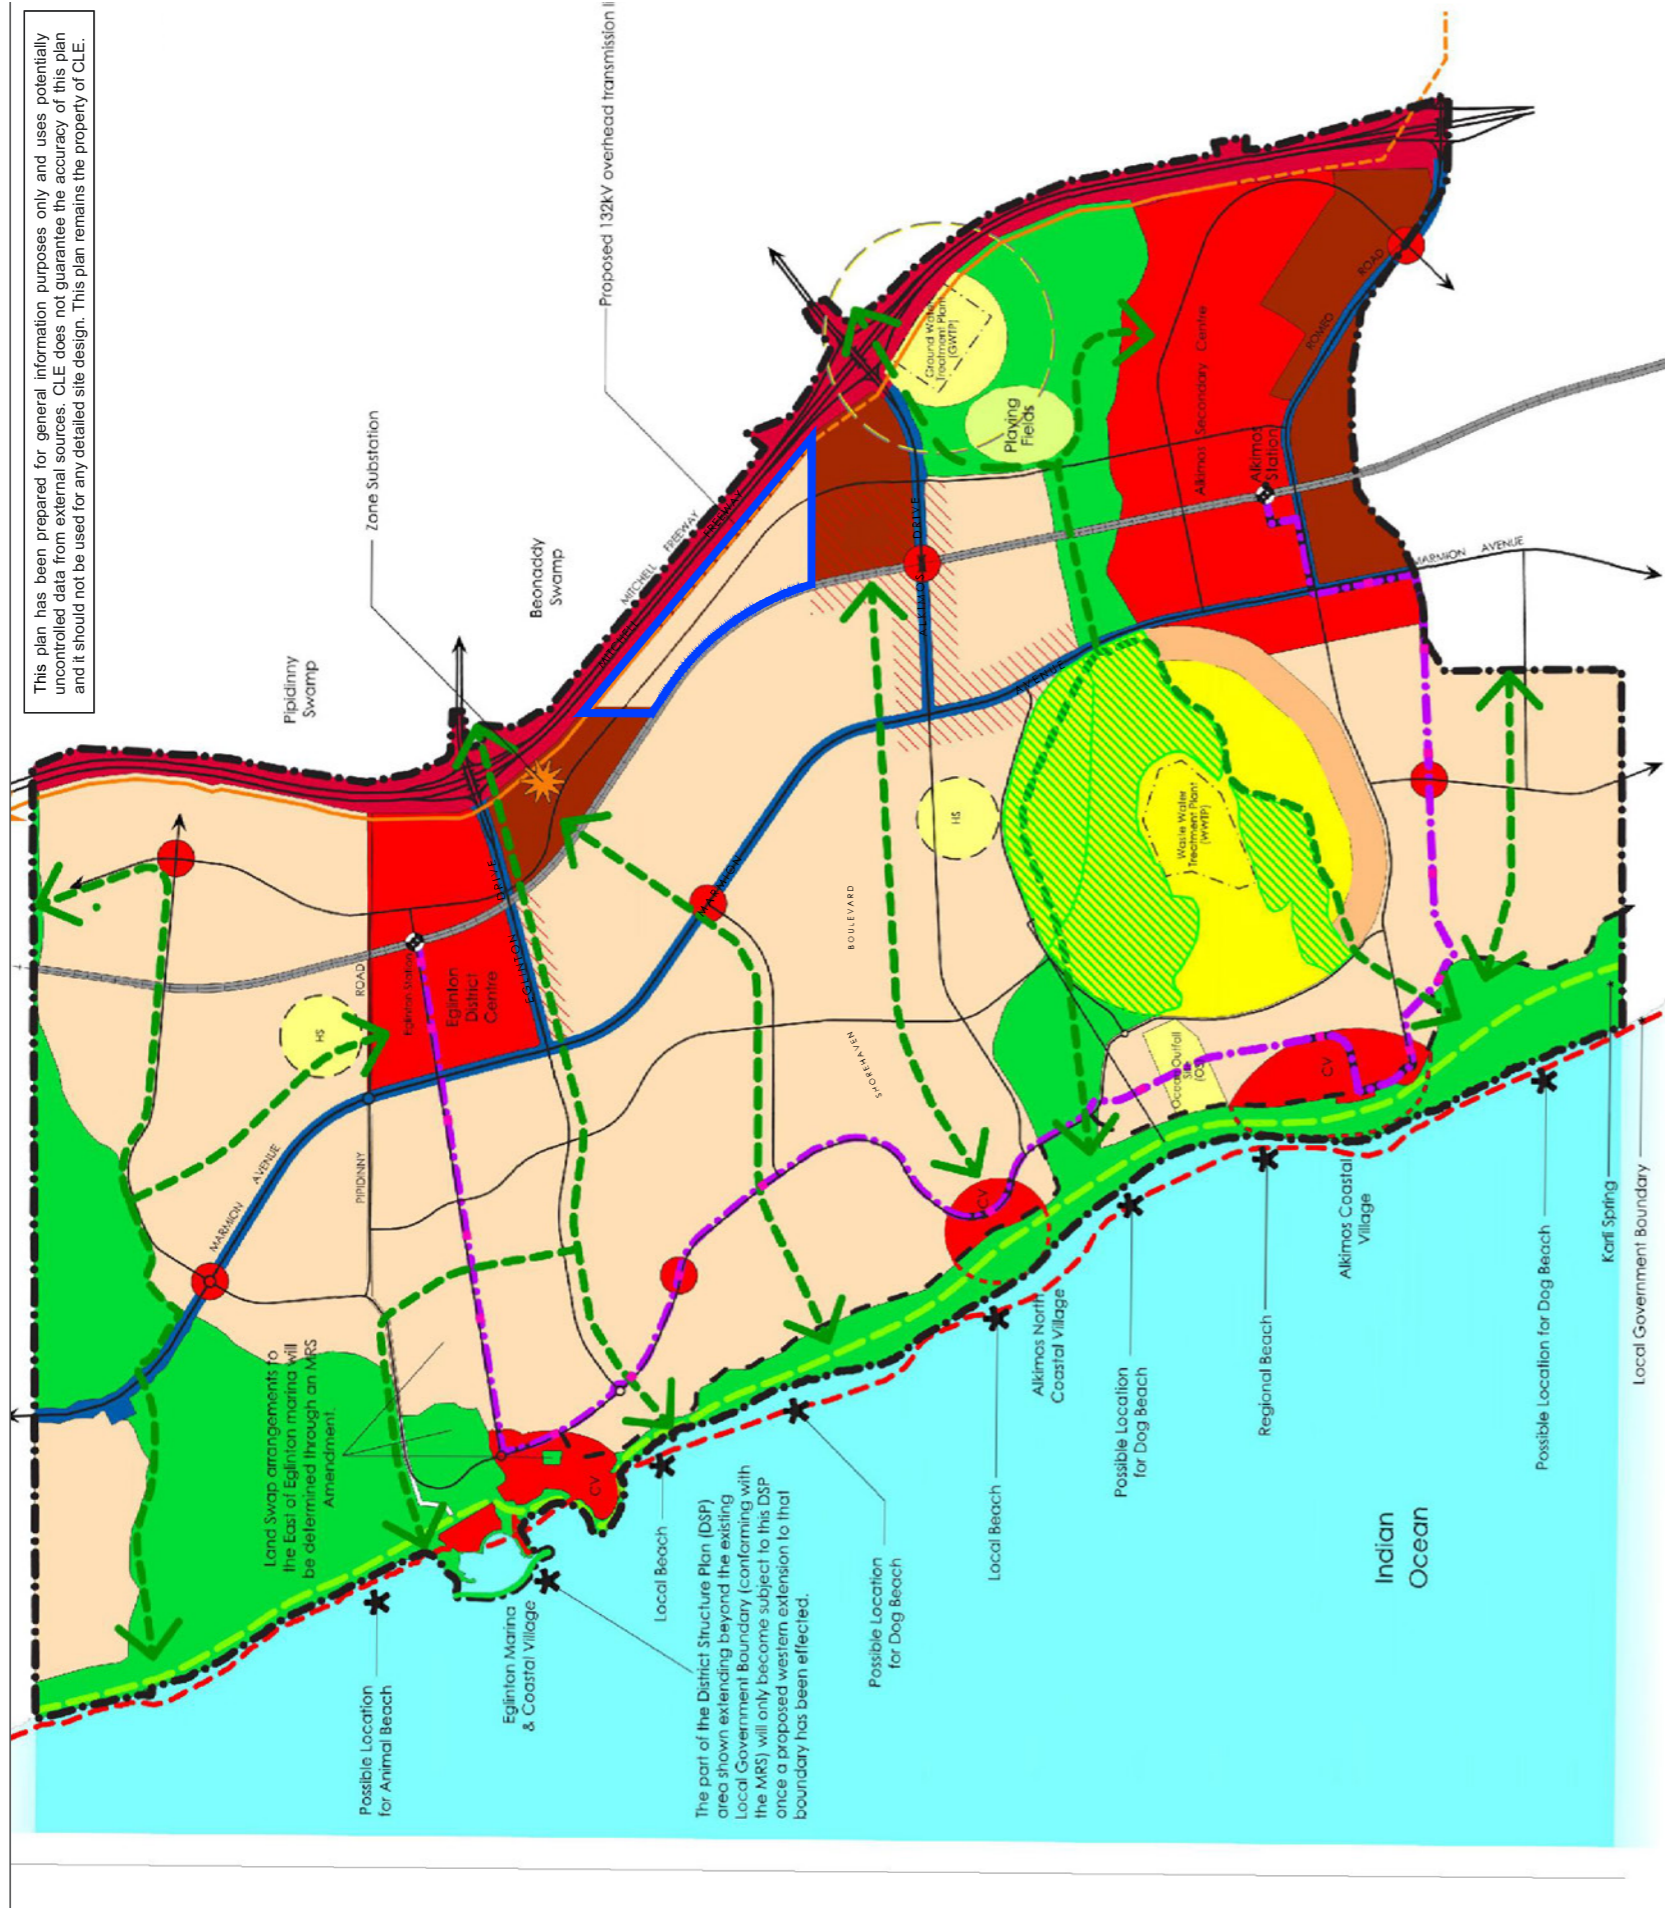 This plan has been prepared for general information purposes only and uses potentially
uncontrolled data from external sources. CLE does not guarantee the accuracy of this plan
and it should not be used for any detailed site design. This plan remains the property of CLE.
Pipidinny
Swamp
Zone Substation
Beonaddy
Swamp
Proposed 132kV overhead transmission l
MITCHELL FREEWAY
MITCHELL FREEWAY
Ground Water
Treatment Plant
(GWTP)
Playing
Fields
Alkimos Secondary Centre
Alkimos
Station
ROMEO ROAD
MARMION AVENUE
ALKIMOS DRIVE
AVENUE
MARMION
EGLINTON DRIVE
Eglinton Station
Eglinton
District
Centre
HS
PIPIDINNY ROAD
MARMION AVENUE
HS
SHOREHAVEN BOULEVARD
Waste Water
Treatment Plant
(WWTP)
Ocean Outfall
CV
CV
CV
Land Swap arrangements to
the East of Eglinton marina will
be determined through an MRS
Amendment.
Possible Location
for Animal Beach
Eglinton Marina
& Coastal Village
Local Beach
The part of the District Structure Plan (DSP)
area shown extending beyond the existing
Local Government Boundary (conforming with
the MRS) will only become subject to this DSP
once a proposed western extension to that
boundary has been effected.
Possible Location
for Dog Beach
Local Beach
Alkimos North
Coastal Village
Possible Location
for Dog Beach
Regional Beach
Alkimos Coastal
Village
Possible Location for Dog Beach
Karli Spring
Local Government Boundary
Indian
Ocean